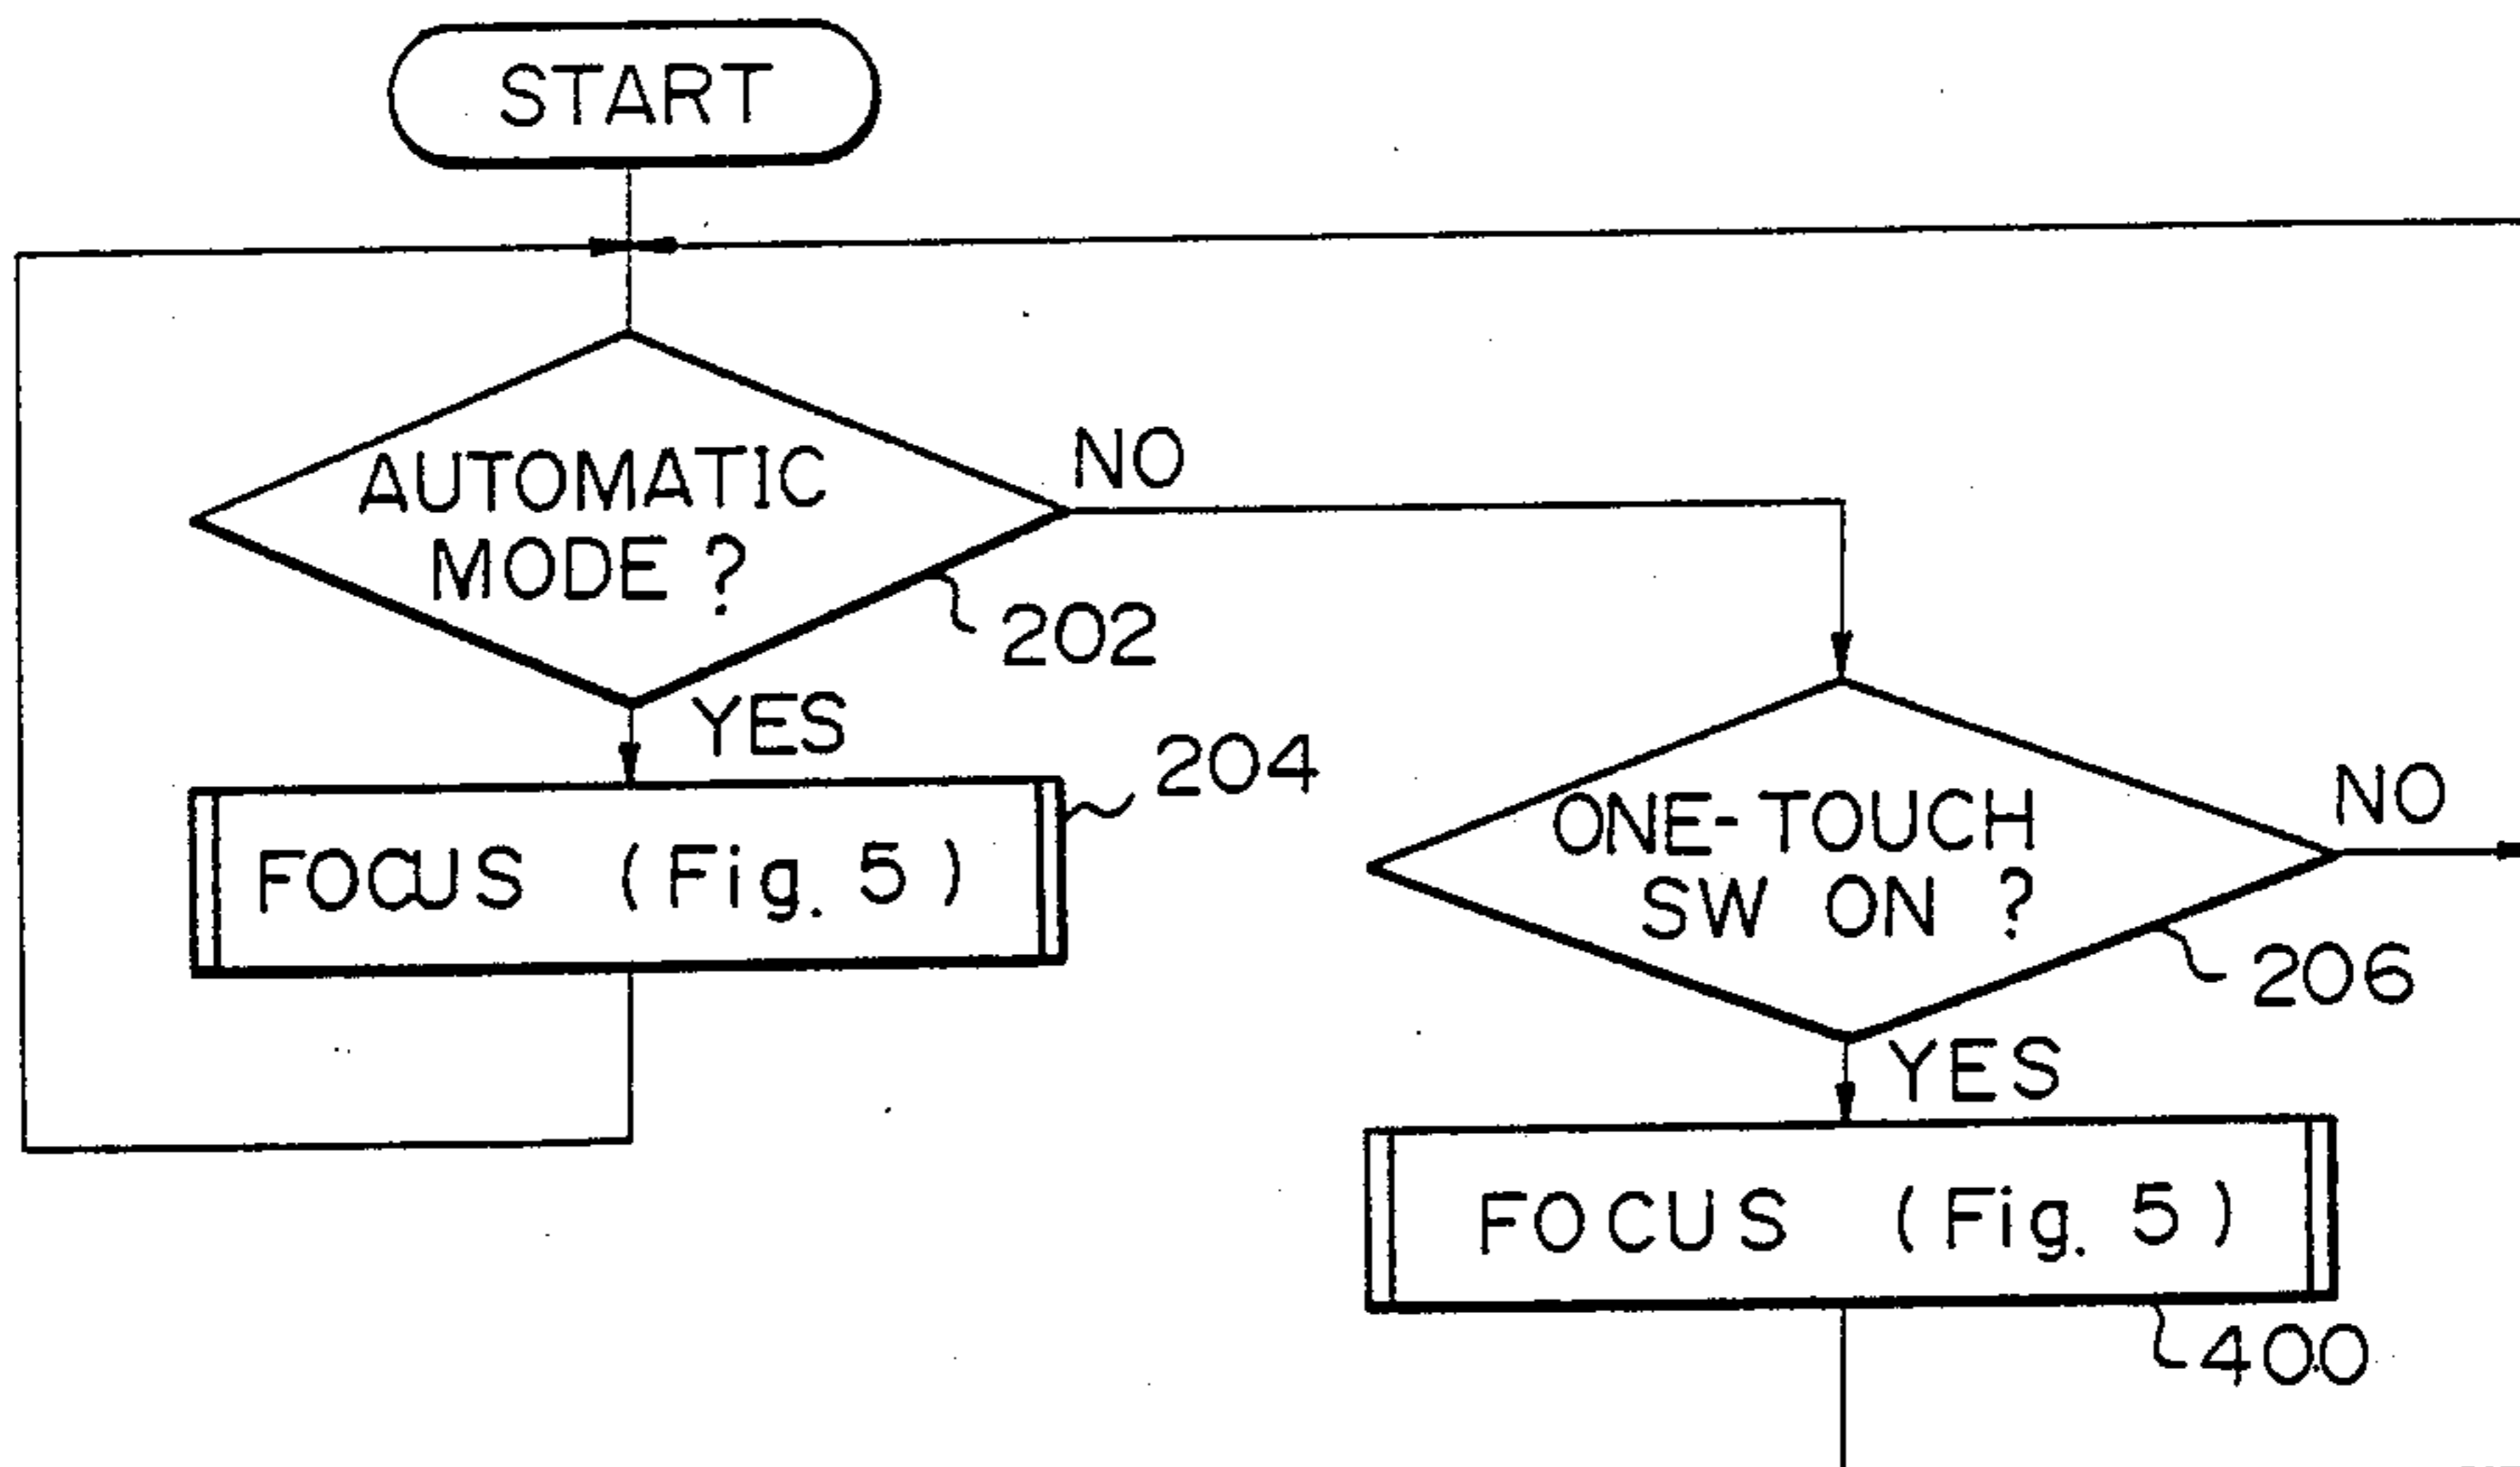 START
AUTOMATIC
MODE ?
NO
202
YES
204
FOCUS (Fig. 5)
ONE-TOUCH
SW ON ?
NO
206
YES
FOCUS (Fig. 5)
400